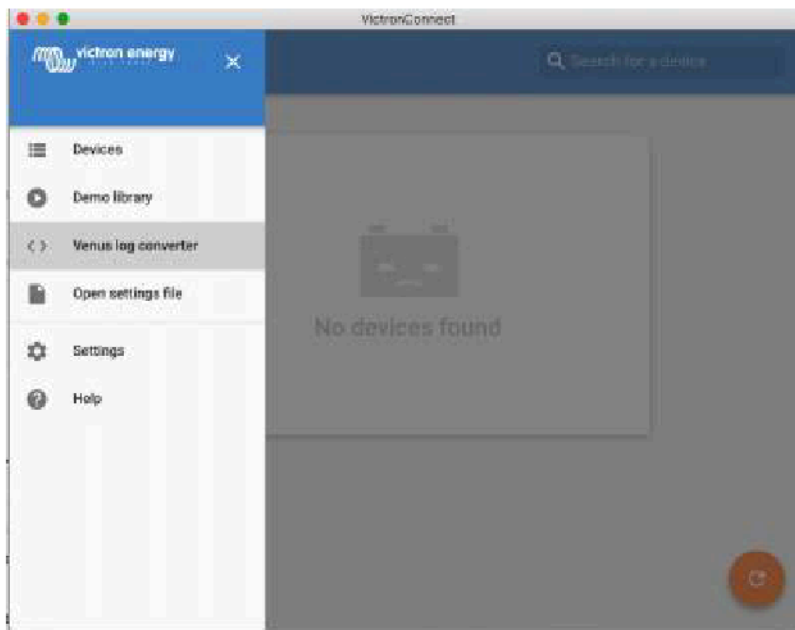 VictronConnect
victron energy
Search for a device
Devices
Demo library
Venus log converter
Open settings file
No devices found
Settings
Help